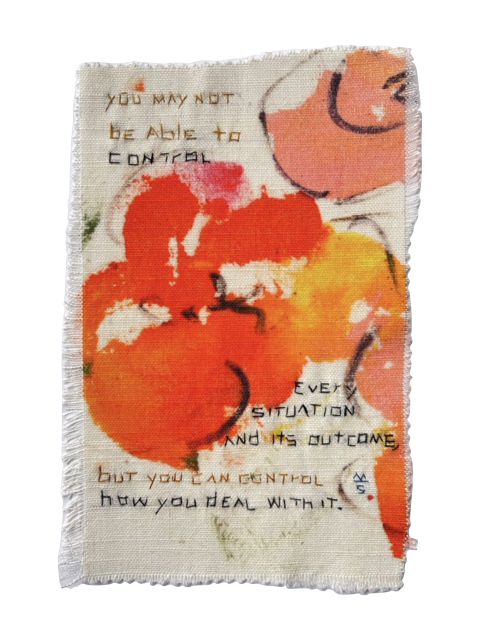 YOU MAY NOT
bE Able to
CONTROL
EVERY
SITUATION
AND ITS OUTCOME,
bUT YOU CAN CONTROL
hOW YOU DEAL WITH IT.
MS